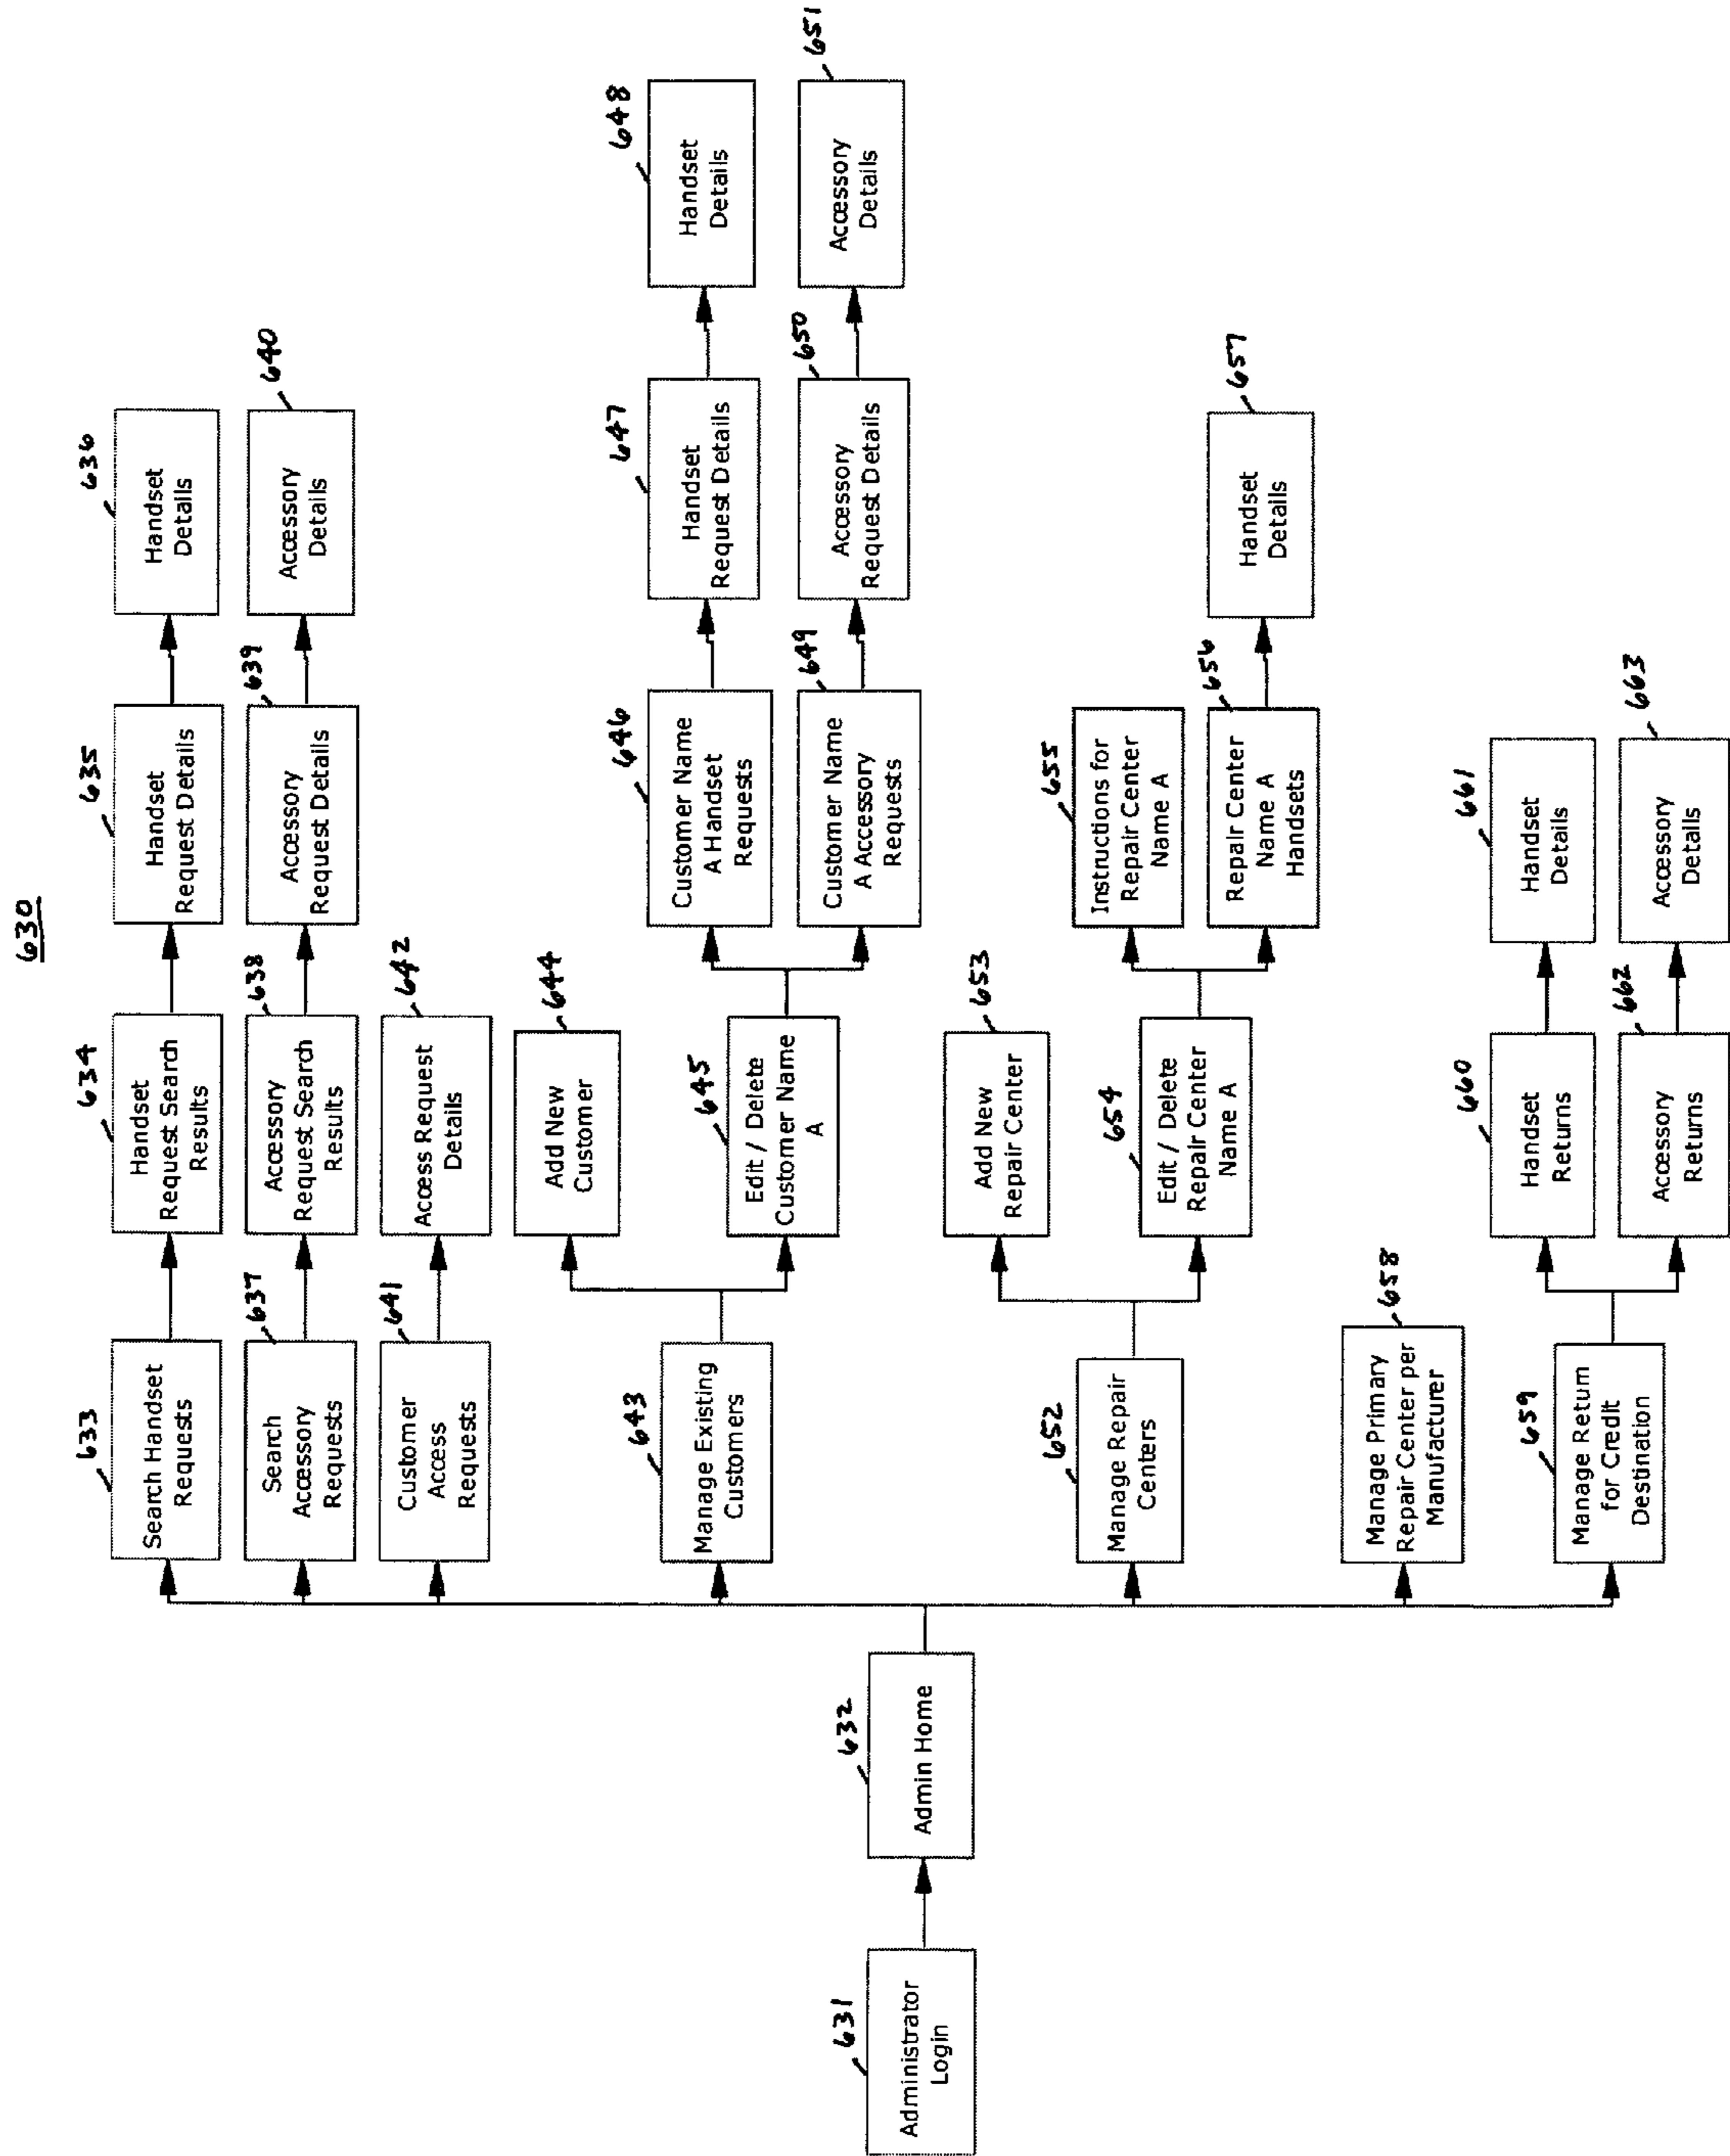 630
631
Administrator
Login
632
Admin Home
633
Search Handset
Requests
634
Handset
Request Search
Results
635
Handset
Request Details
636
Handset
Details
637
Search
Accessory
Requests
638
Accessory
Request Search
Results
639
Accessory
Request Details
640
Accessory
Details
641
Customer
Access
Requests
642
Access Request
Details
643
Manage Existing
Customers
644
Add New
Customer
645
Edit / Delete
Customer Name
A
646
Customer Name
A Handset
Requests
647
Handset
Request Details
648
Handset
Details
649
Customer Name
A Accessory
Requests
650
Accessory
Request Details
651
Accessory
Details
652
Manage Repair
Centers
653
Add New
Repair Center
654
Edit / Delete
Repair Center
Name A
655
Instructions for
Repair Center
Name A
656
Repair Center
Name A
Handsets
657
Handset
Details
658
Manage Primary
Repair Center per
Manufacturer
659
Manage Return
for Credit
Destination
660
Handset
Returns
661
Handset
Details
662
Accessory
Returns
663
Accessory
Details